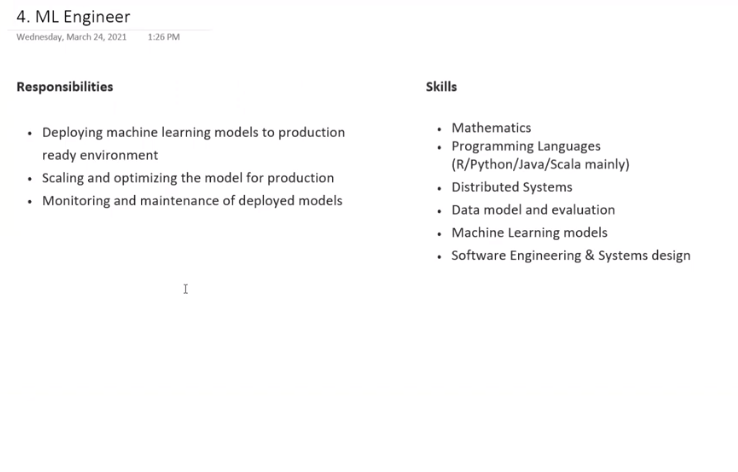 4. ML Engineer
Wednesday, March 24, 2021 1:26 PM
Responsibilities
• Deploying machine learning models to production
ready environment
• Scaling and optimizing the model for production
• Monitoring and maintenance of deployed models
Skills
• Mathematics
• Programming Languages
(R/Python/Java/Scala mainly)
• Distributed Systems
• Data model and evaluation
• Machine Learning models
• Software Engineering & Systems design